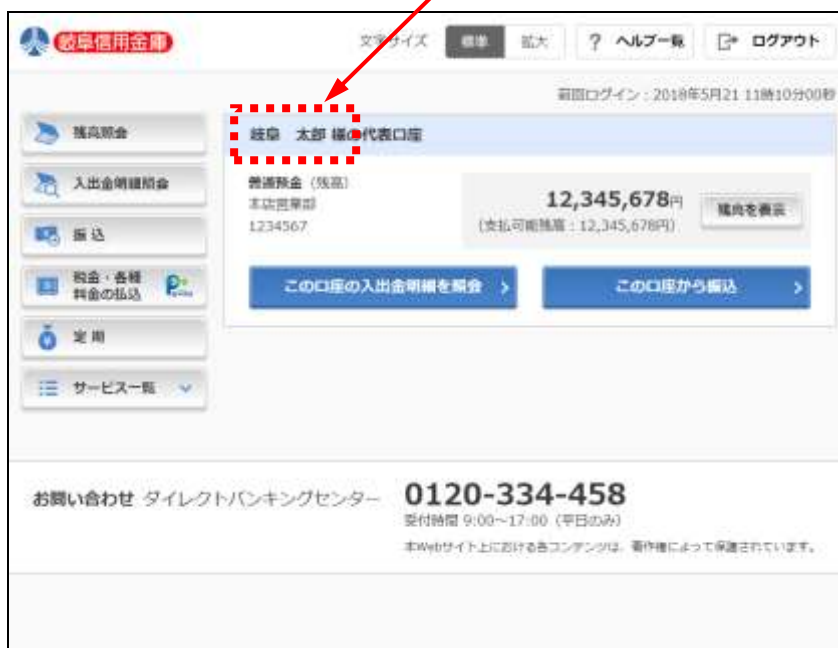 岐阜信用金庫
文字サイズ 標準 拡大 ? ヘルプ一覧 ログアウト
前回ログイン：2018年5月21 11時10分00秒
残高照会
岐阜 太郎 様の代表口座
入出金明細照会
普通預金（残高）
本店営業部
1234567
12,345,678円
(支払可能残高：12,345,678円)
残高を表示
振込
税金・各種
料金の払込
この口座の入出金明細を照会
この口座から振込
定期
サービス一覧
お問い合わせ ダイレクトバンキングセンター 0120-334-458
受付時間 9:00～17:00（平日のみ）
本Webサイト上における各コンテンツは、著作権によって保護されています。